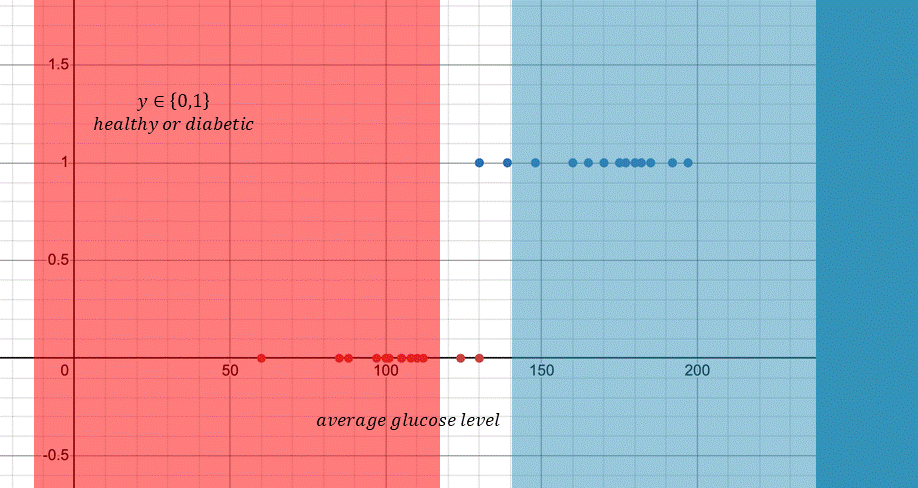 1.5
y ∈ {0,1}
healthy or diabetic
1
0.5
0 50 100 150 200
average glucose level
-0.5